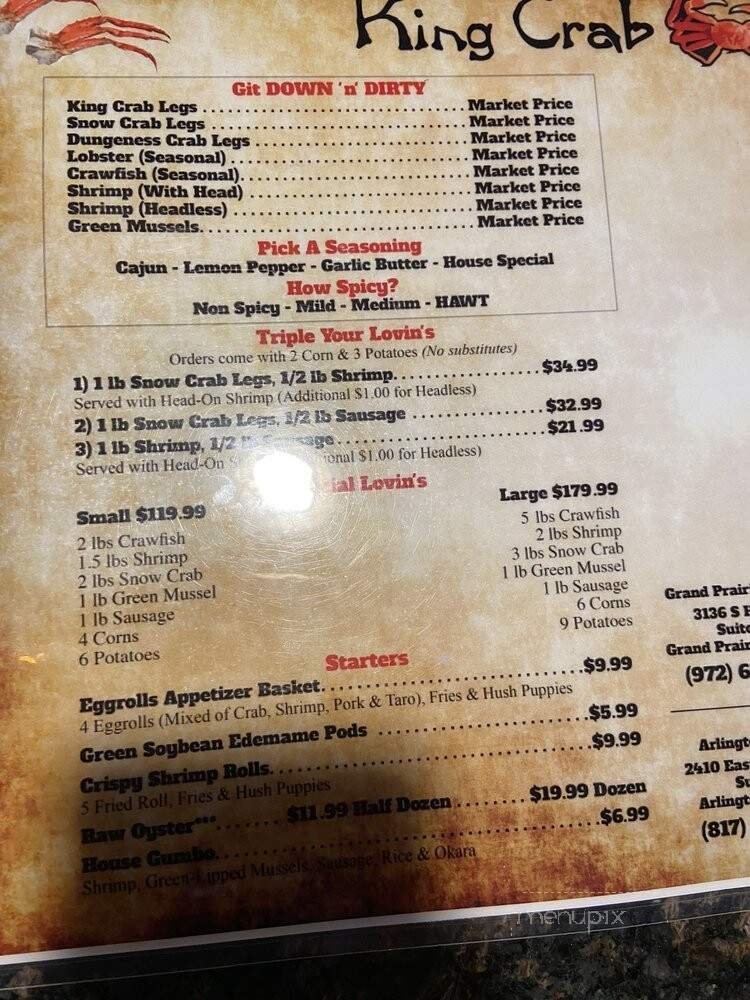 King Crab
Git DOWN 'n' DIRTY
King Crab Legs Market Price
Snow Crab Legs Market Price
Dungeness Crab Legs Market Price
Lobster (Seasonal) Market Price
Crawfish (Seasonal) Market Price
Shrimp (With Head) Market Price
Shrimp (Headless) Market Price
Green Mussels Market Price
Pick A Seasoning
Cajun - Lemon Pepper - Garlic Butter - House Special
How Spicy?
Non Spicy - Mild - Medium - HAWT
Triple Your Lovin's
Orders come with 2 Corn & 3 Potatoes (No substitutes)
1) 1 lb Snow Crab Legs, 1/2 lb Shrimp $34.99
Served with Head-On Shrimp (Additional $1.00 for Headless)
2) 1 lb Snow Crab Legs, 1/2 lb Sausage $32.99
3) 1 lb Shrimp, 1/2 lb Sausage $21.99
Served with Head-On $1.00 for Headless)
Lovin's
Small $119.99
2 lbs Crawfish
1.5 lbs Shrimp
2 lbs Snow Crab
1 lb Green Mussel
1 lb Sausage
4 Corns
6 Potatoes
Large $179.99
5 lbs Crawfish
2 lbs Shrimp
3 lbs Snow Crab
1 lb Green Mussel
1 lb Sausage
6 Corns
9 Potatoes
Starters
Eggrolls Appetizer Basket $9.99
4 Eggrolls (Mixed of Crab, Shrimp, Pork & Taro), Fries & Hush Puppies
Green Soybean Edemame Pods $5.99
Crispy Shrimp Rolls $9.99
5 Fried Roll, Fries & Hush Puppies
Raw Oyster*** $11.99 Half Dozen $19.99 Dozen
House Gumbo $6.99
Shrimp, Green-Lipped Mussels, Sausage, Rice & Okara
Grand
3136 S
Grand
(972) 6
2410
(817)
menupix